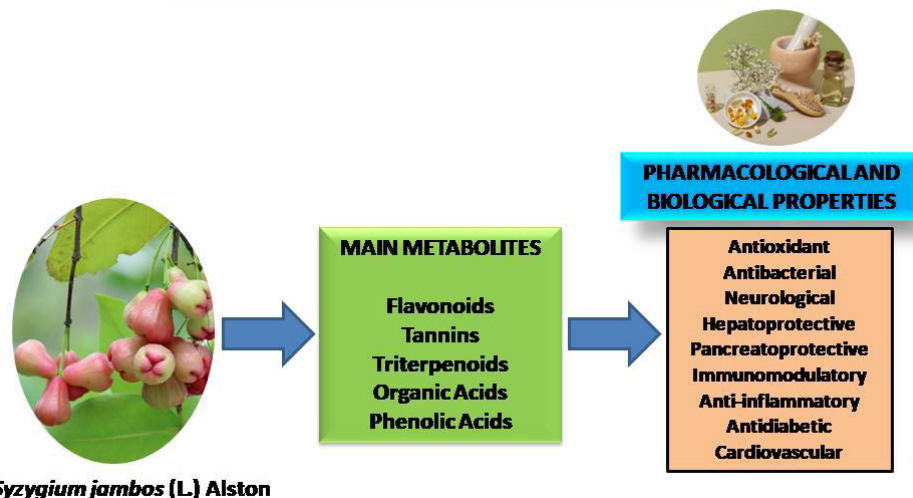 PHARMACOLOGICAL AND
BIOLOGICAL PROPERTIES
MAIN METABOLITES
Flavonoids
Tannins
Triterpenoids
Organic Acids
Phenolic Acids
Antioxidant
Antibacterial
Neurological
Hepatoprotective
Pancreatoprotective
Immunomodulatory
Anti-inflammatory
Antidiabetic
Cardiovascular
Syzygium jambos (L.) Alston